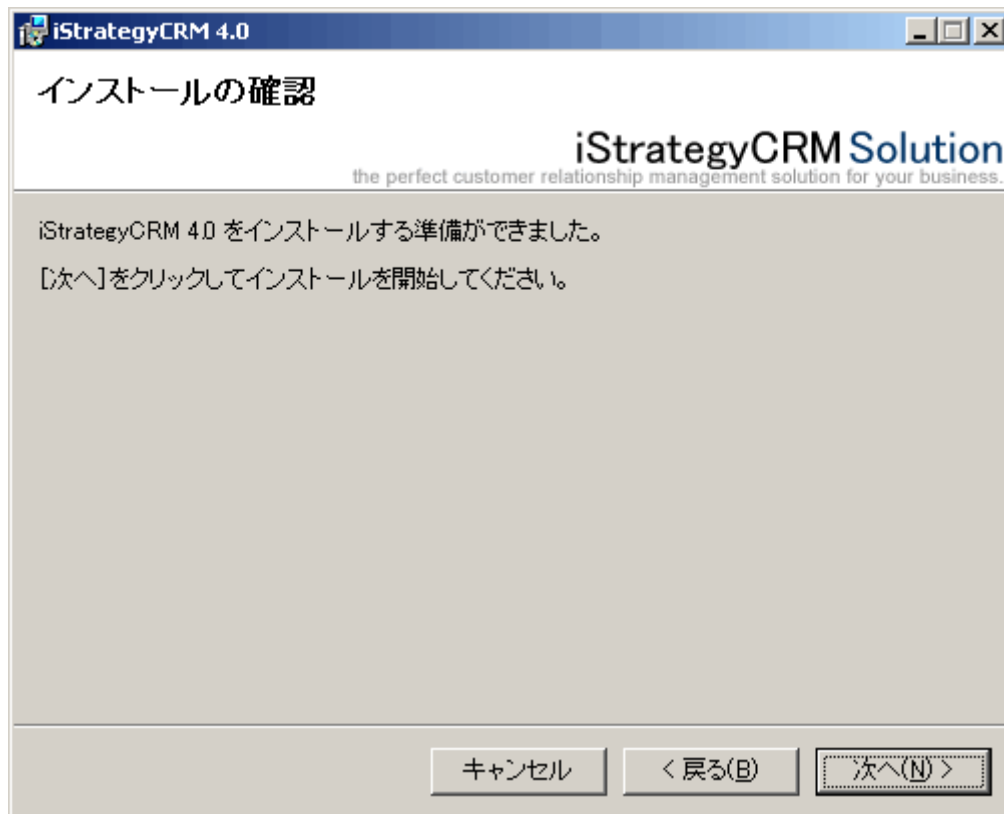 iStrategyCRM 4.0
インストールの確認
iStrategyCRM Solution
the perfect customer relationship management solution for your business.
iStrategyCRM 4.0 をインストールする準備ができました。
[次へ]をクリックしてインストールを開始してください。
キャンセル
< 戻る(B)
次へ(N) >